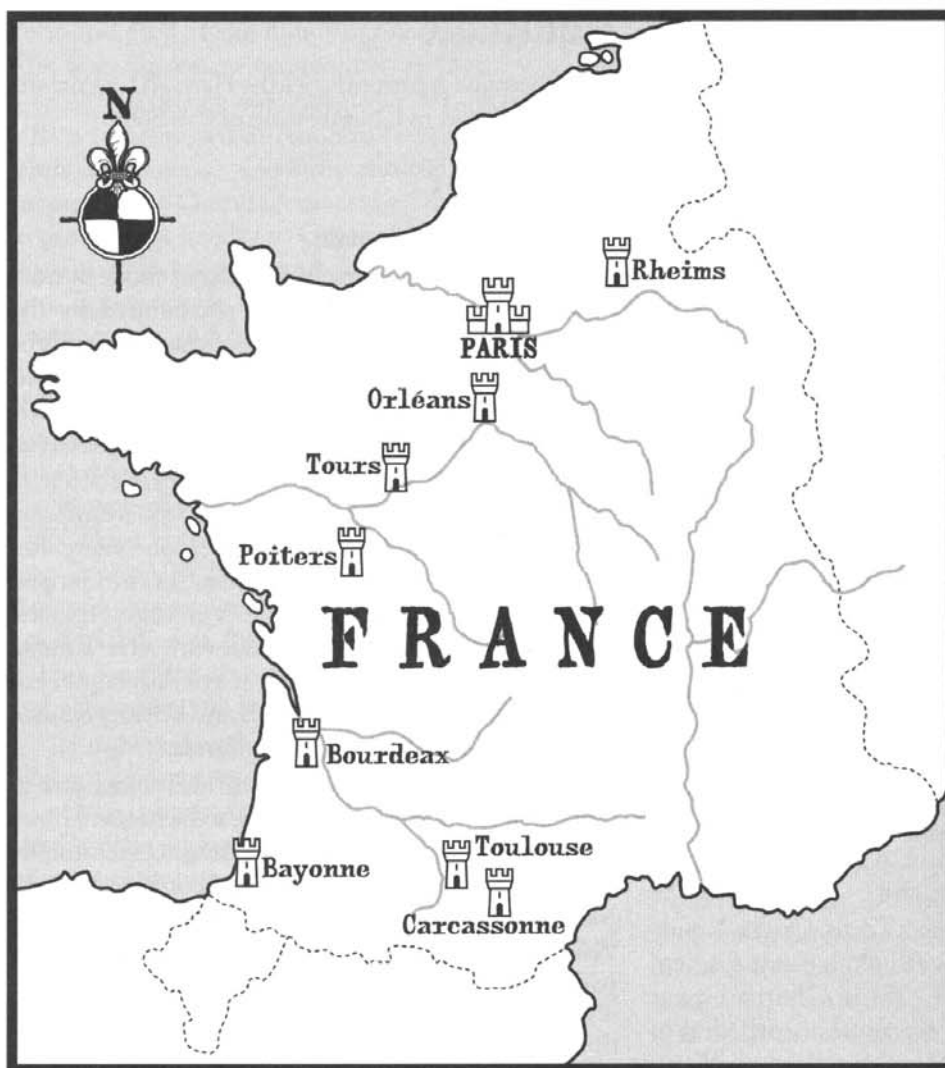 N
Rheims
PARIS
Orléans
Tours
Poiters
FRANCE
Bourdeax
Toulouse
Bayonne
Carcassonne